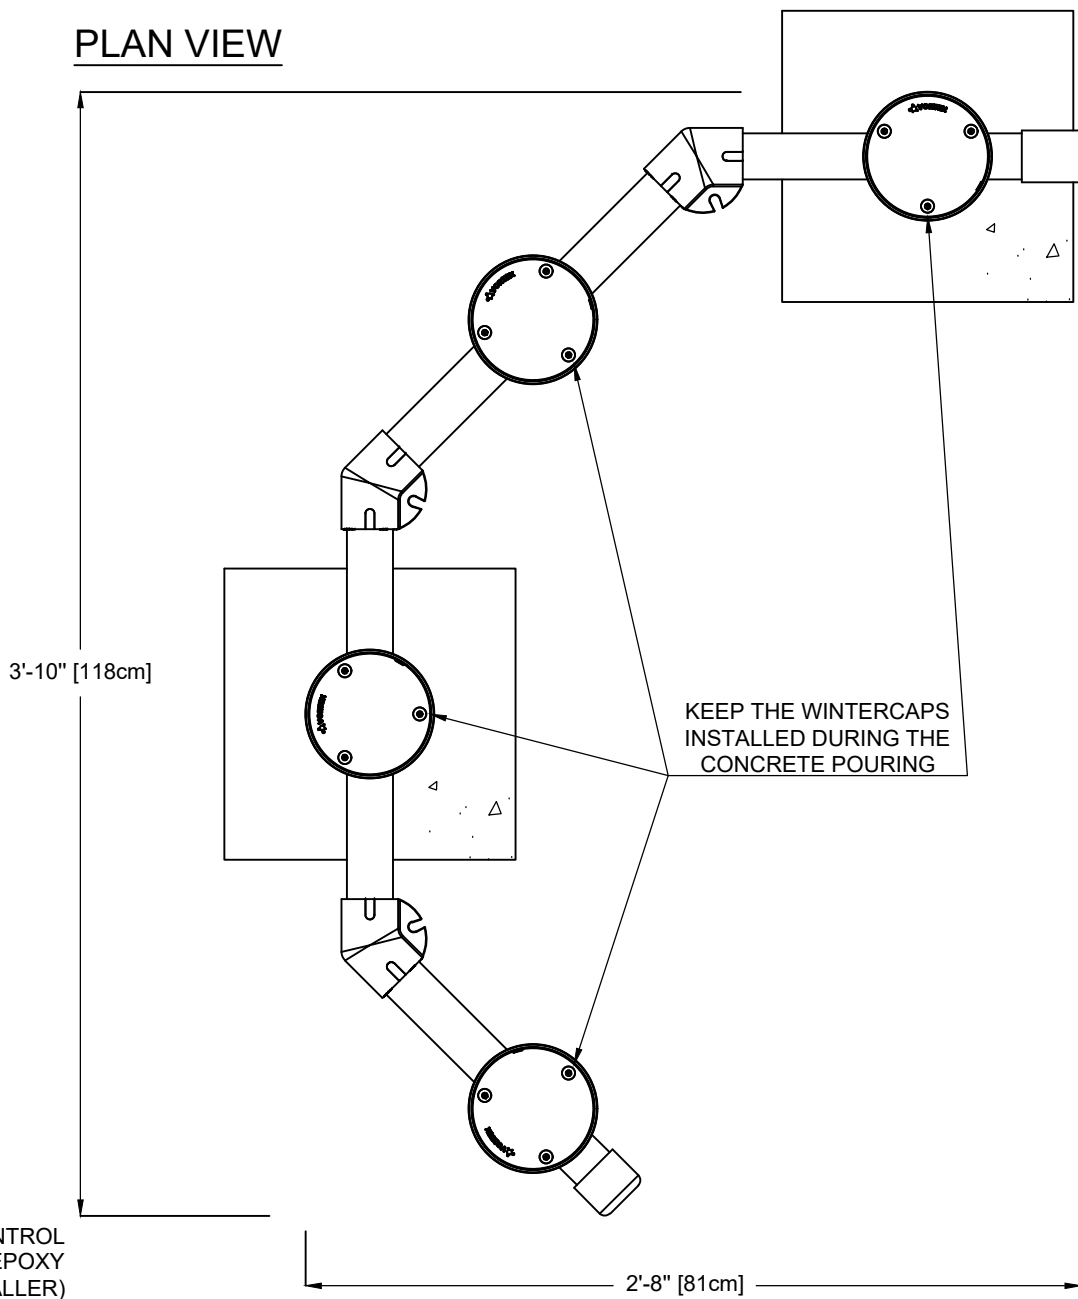 PLAN VIEW
3'-10" [118cm]
KEEP THE WINTERCAPS
INSTALLED DURING THE
CONCRETE POURING
NTROL
EPOXY
ALLER)
2'-8" [81cm]